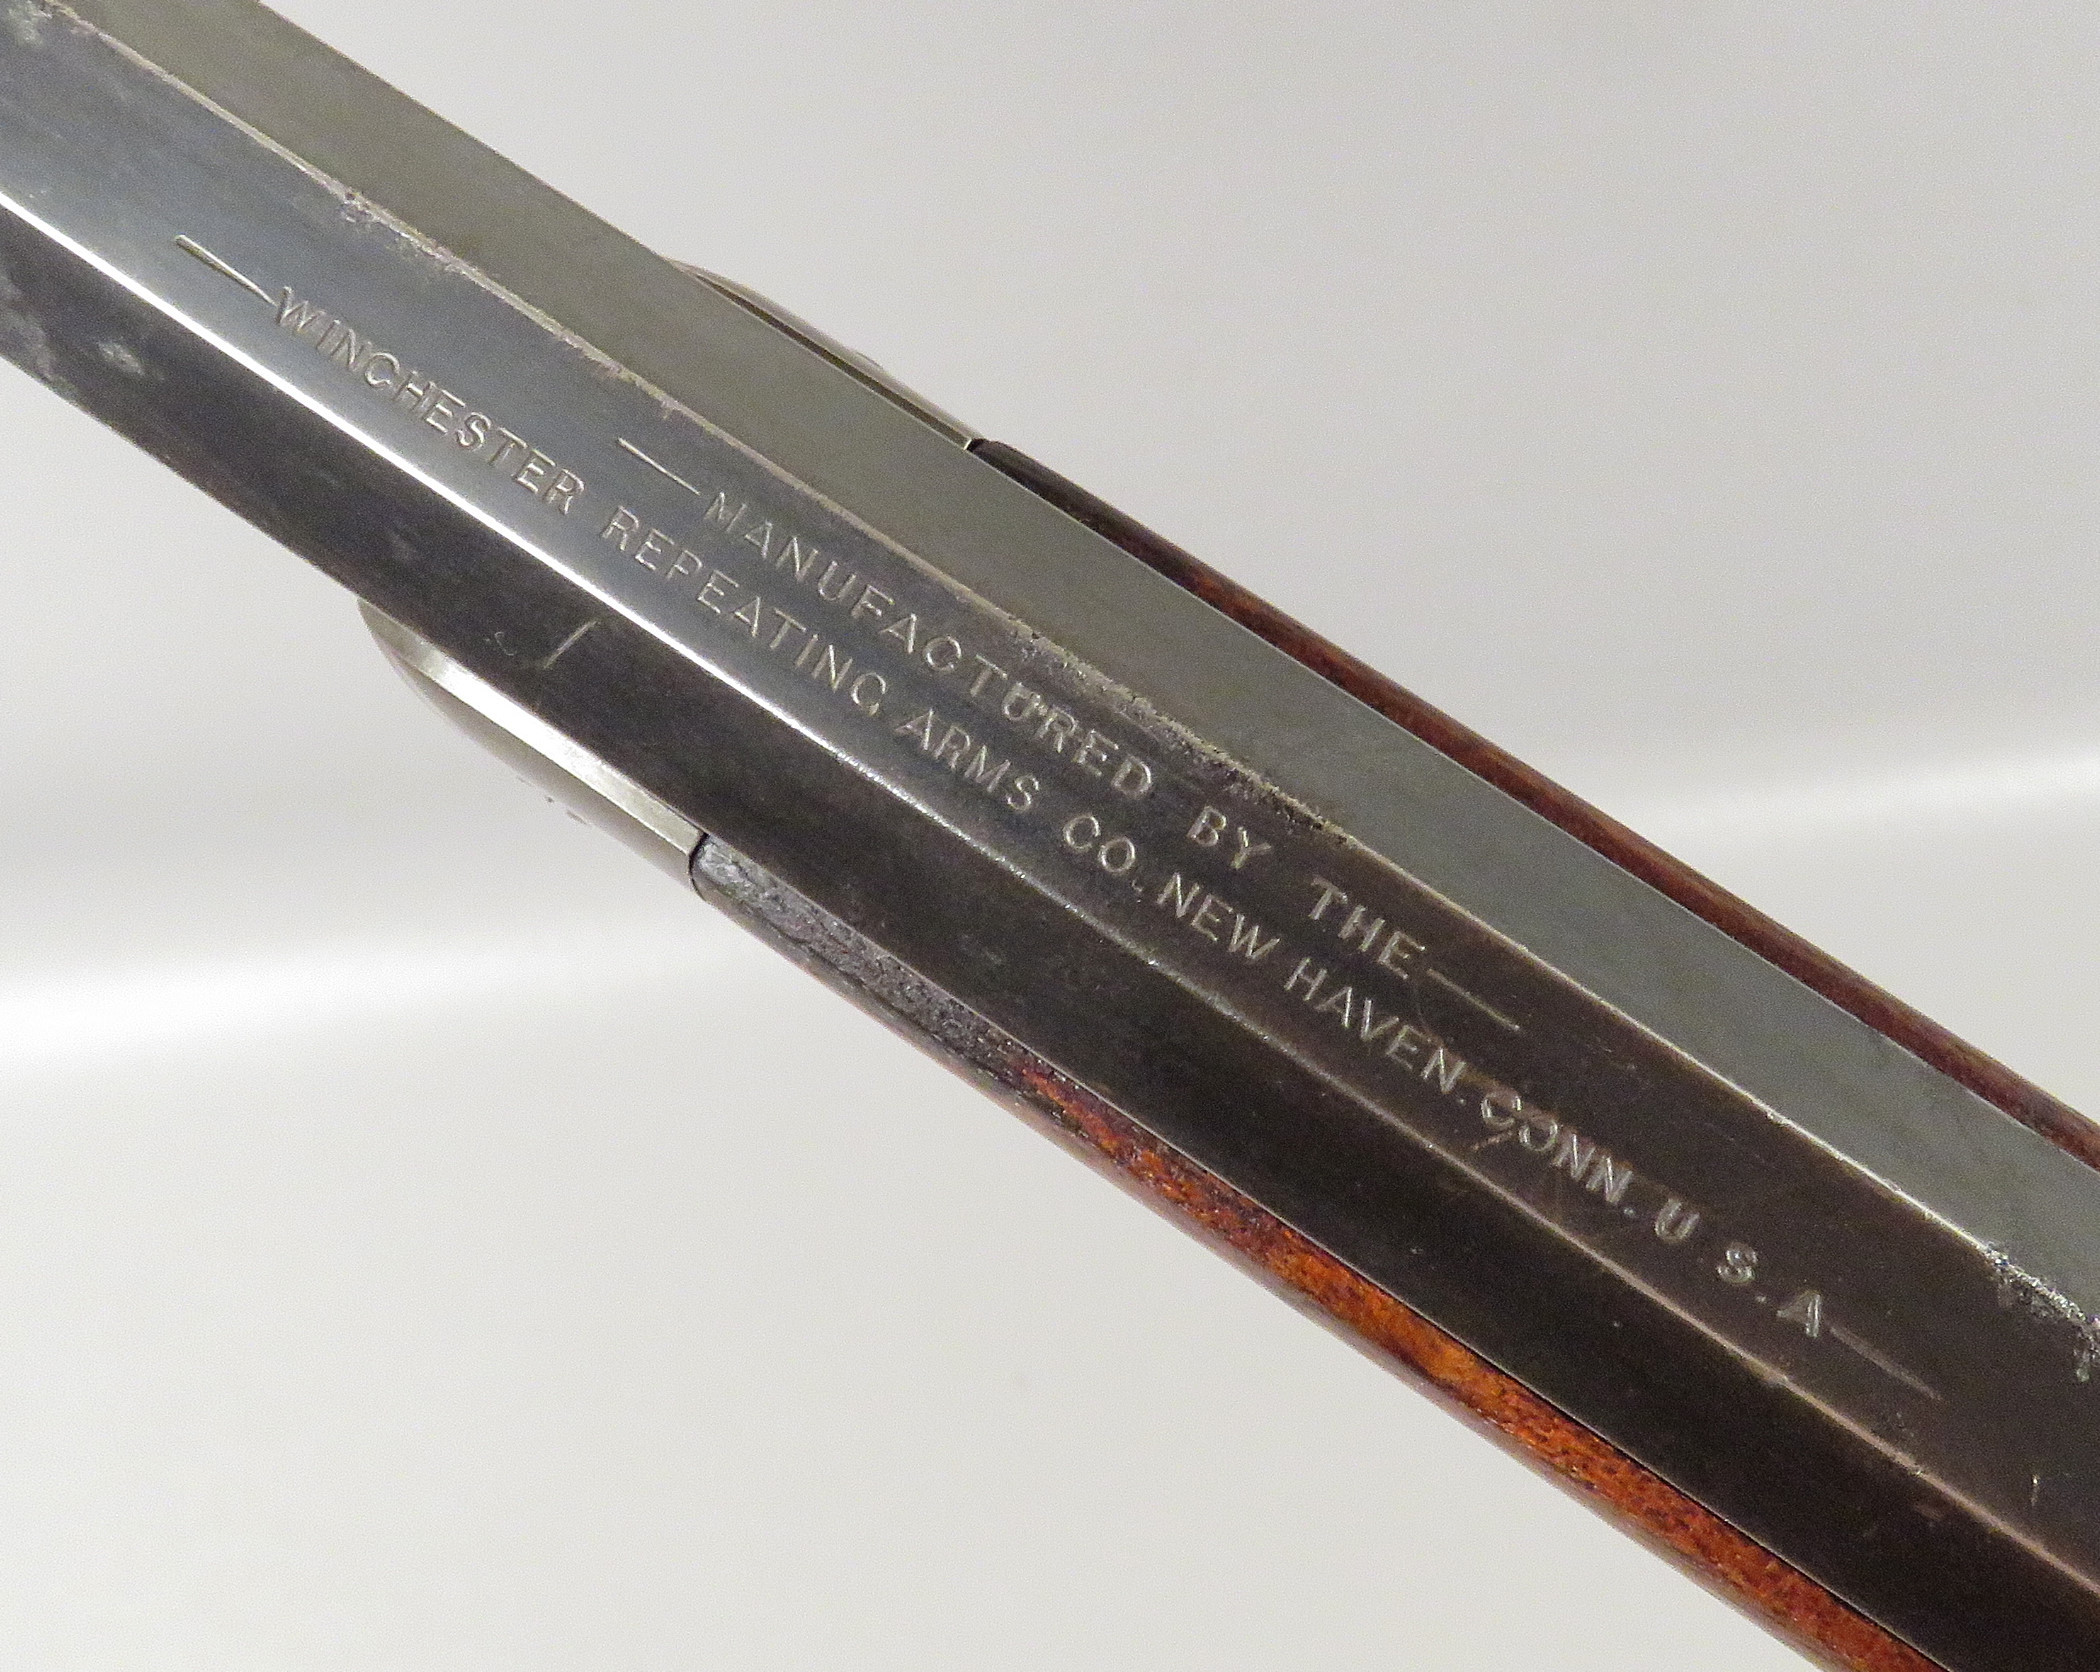 —MANUFACTURED BY THE—
—WINCHESTER REPEATING ARMS CO. NEW HAVEN. CONN. U.S.A—